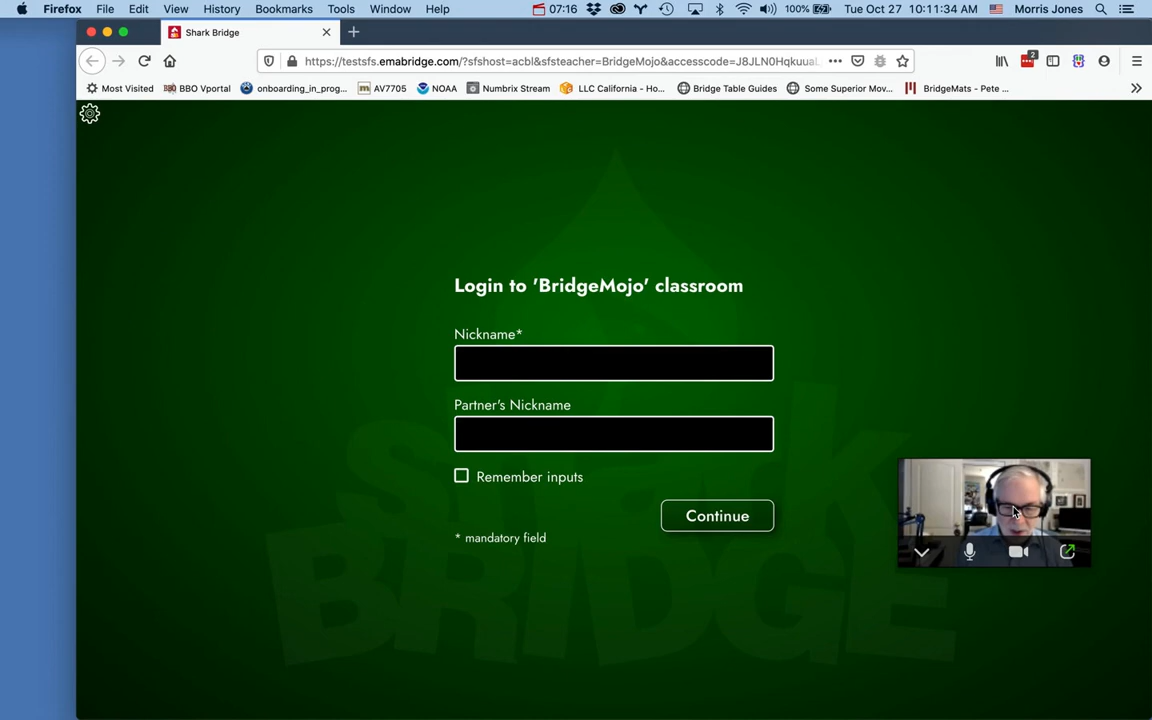 Firefox File Edit View History Bookmarks Tools Window Help 07:16 100% Tue Oct 27 10:11:34 AM Morris Jones
Shark Bridge
https://testsfs.emabridge.com/?sfshost=acbl&sfsteacher=BridgeMojo&accesscode=J8JLN0Hqkuual
2
Most Visited BBO Vportal onboarding_in_prog... AV7705 NOAA Numbrix Stream LLC California - Ho... Bridge Table Guides Some Superior Mov... BridgeMats - Pete ...
Login to 'BridgeMojo' classroom
Nickname*
Partner's Nickname
Remember inputs
Continue
* mandatory field
shark
BRIDGE